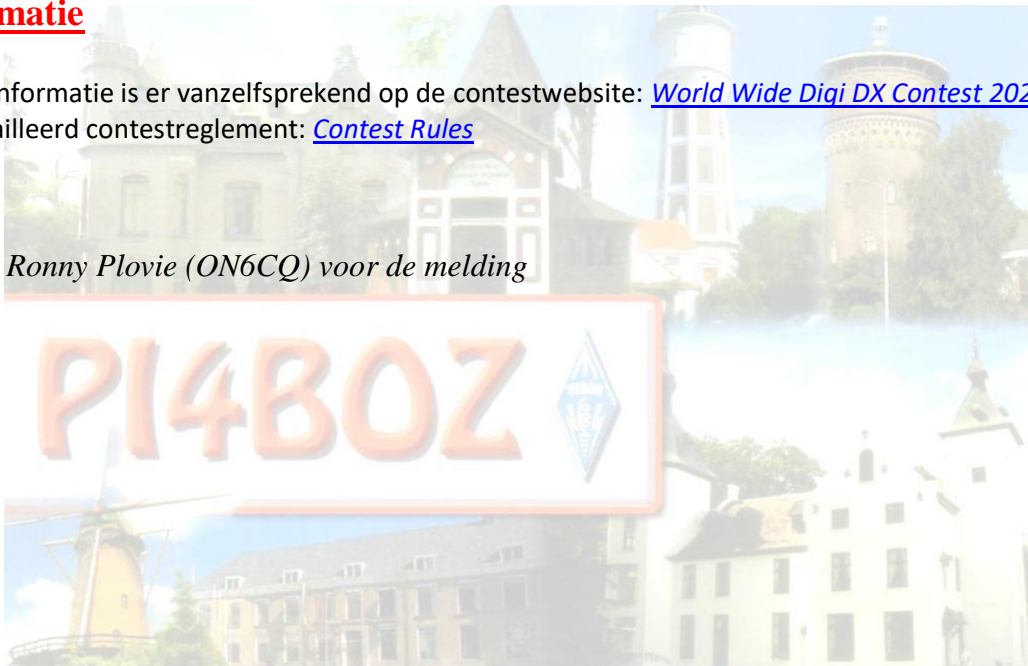 matie
nformatie is er vanzelfsprekend op de contestwebsite: World Wide Digi DX Contest 202
illeerd contestreglement: Contest Rules
Ronny Plovie (ON6CQ) voor de melding
PI4BOZ